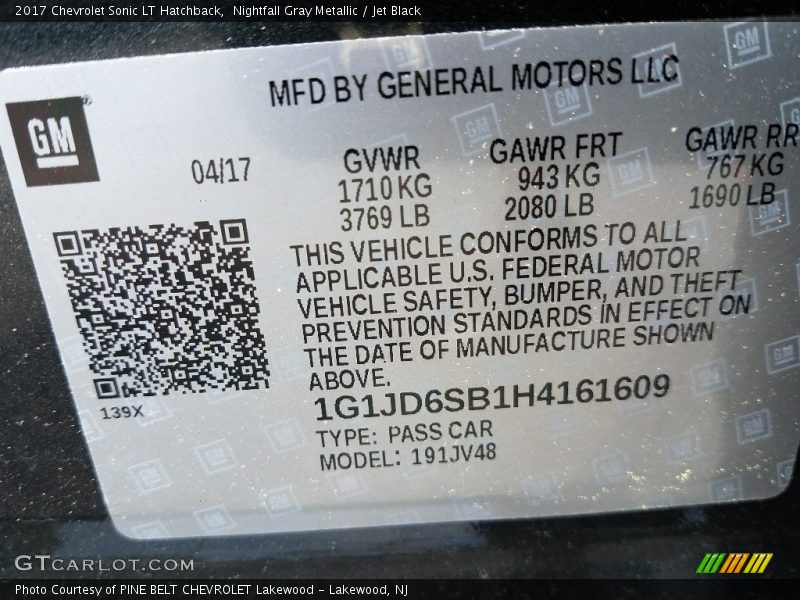 2017 Chevrolet Sonic LT Hatchback, Nightfall Gray Metallic / Jet Black
MFD BY GENERAL MOTORS LLC
GM®
04/17
GVWR
1710 KG
3769 LB
GAWR FRT
943 KG
2080 LB
GAWR RR
767 KG
1690 LB
THIS VEHICLE CONFORMS TO ALL
APPLICABLE U.S. FEDERAL MOTOR
VEHICLE SAFETY, BUMPER, AND THEFT
PREVENTION STANDARDS IN EFFECT ON
THE DATE OF MANUFACTURE SHOWN
ABOVE.
139X
1G1JD6SB1H4161609
TYPE: PASS CAR
MODEL: 191JV48
GTCARLOT.COM
Photo Courtesy of PINE BELT CHEVROLET Lakewood - Lakewood, NJ